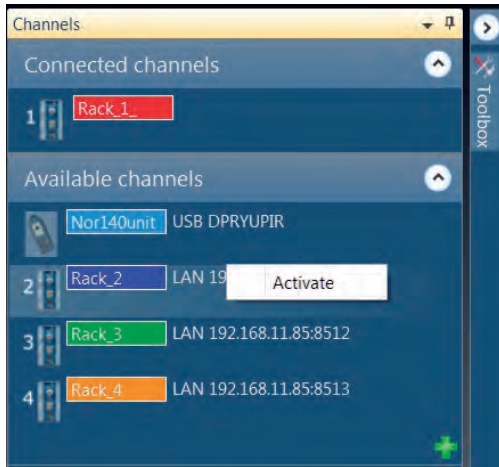 Channels
Connected channels
1 Rack_1_
Available channels
Nor140unit USB DPRYUPIR
2 Rack_2 LAN 19
Activate
3 Rack_3 LAN 192.168.11.85:8512
4 Rack_4 LAN 192.168.11.85:8513
Toolbox